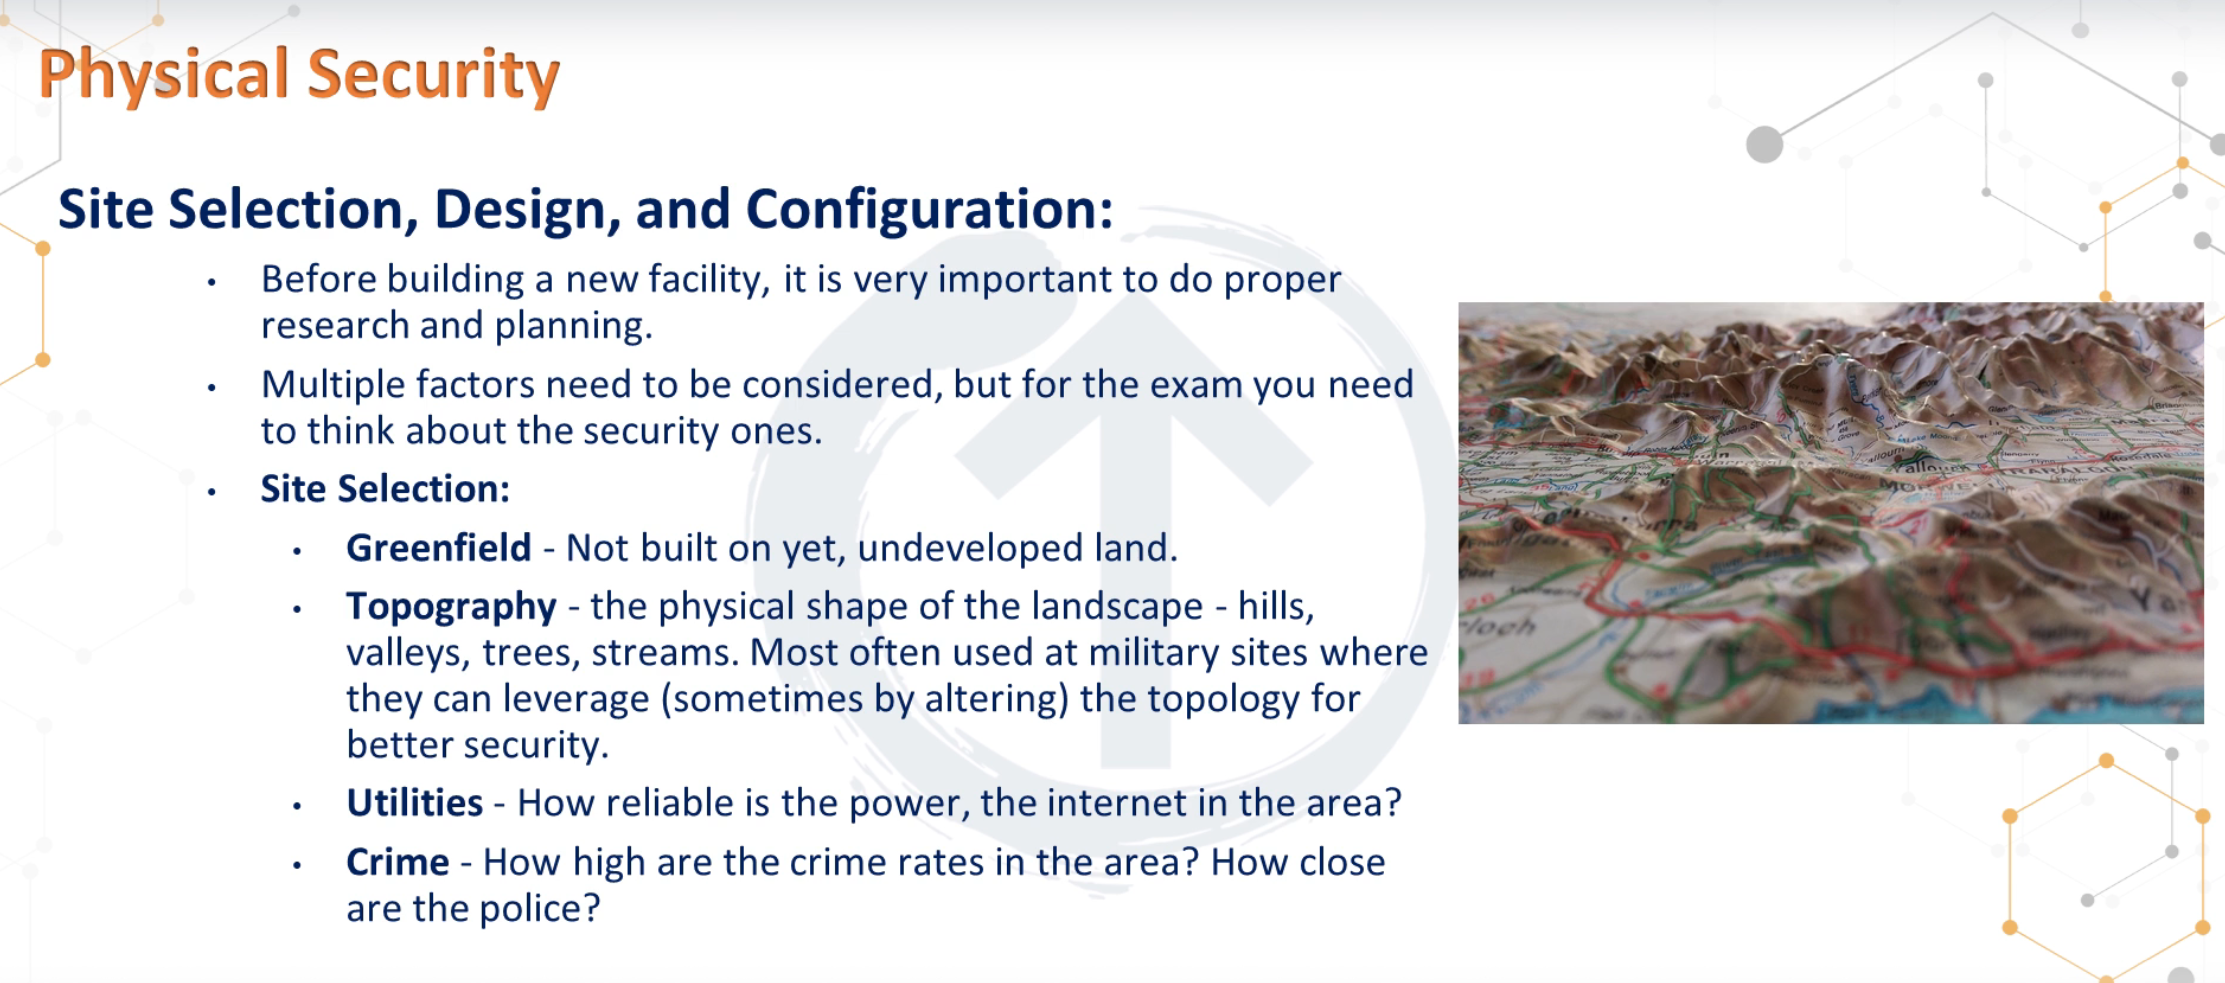 Physical Security
Site Selection, Design, and Configuration:
• Before building a new facility, it is very important to do proper
research and planning.
• Multiple factors need to be considered, but for the exam you need
to think about the security ones.
• Site Selection:
• Greenfield - Not built on yet, undeveloped land.
• Topography - the physical shape of the landscape - hills,
valleys, trees, streams. Most often used at military sites where
they can leverage (sometimes by altering) the topology for
better security.
• Utilities - How reliable is the power, the internet in the area?
• Crime - How high are the crime rates in the area? How close
are the police?